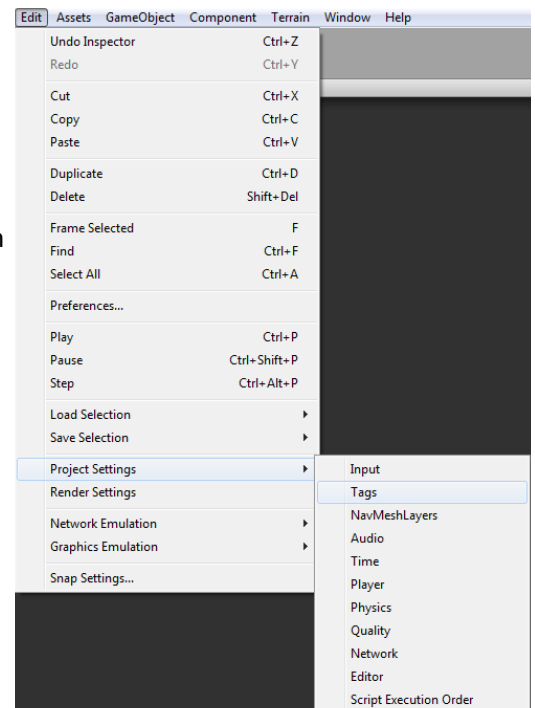 Edit Assets GameObject Component Terrain Window Help
Undo Inspector Ctrl+Z
Redo Ctrl+Y
Cut Ctrl+X
Copy Ctrl+C
Paste Ctrl+V
Duplicate Ctrl+D
Delete Shift+Del
Frame Selected F
Find Ctrl+F
Select All Ctrl+A
Preferences...
Play Ctrl+P
Pause Ctrl+Shift+P
Step Ctrl+Alt+P
Load Selection
Save Selection
Project Settings
Render Settings
Network Emulation
Graphics Emulation
Snap Settings...
Input
Tags
NavMeshLayers
Audio
Time
Player
Physics
Quality
Network
Editor
Script Execution Order